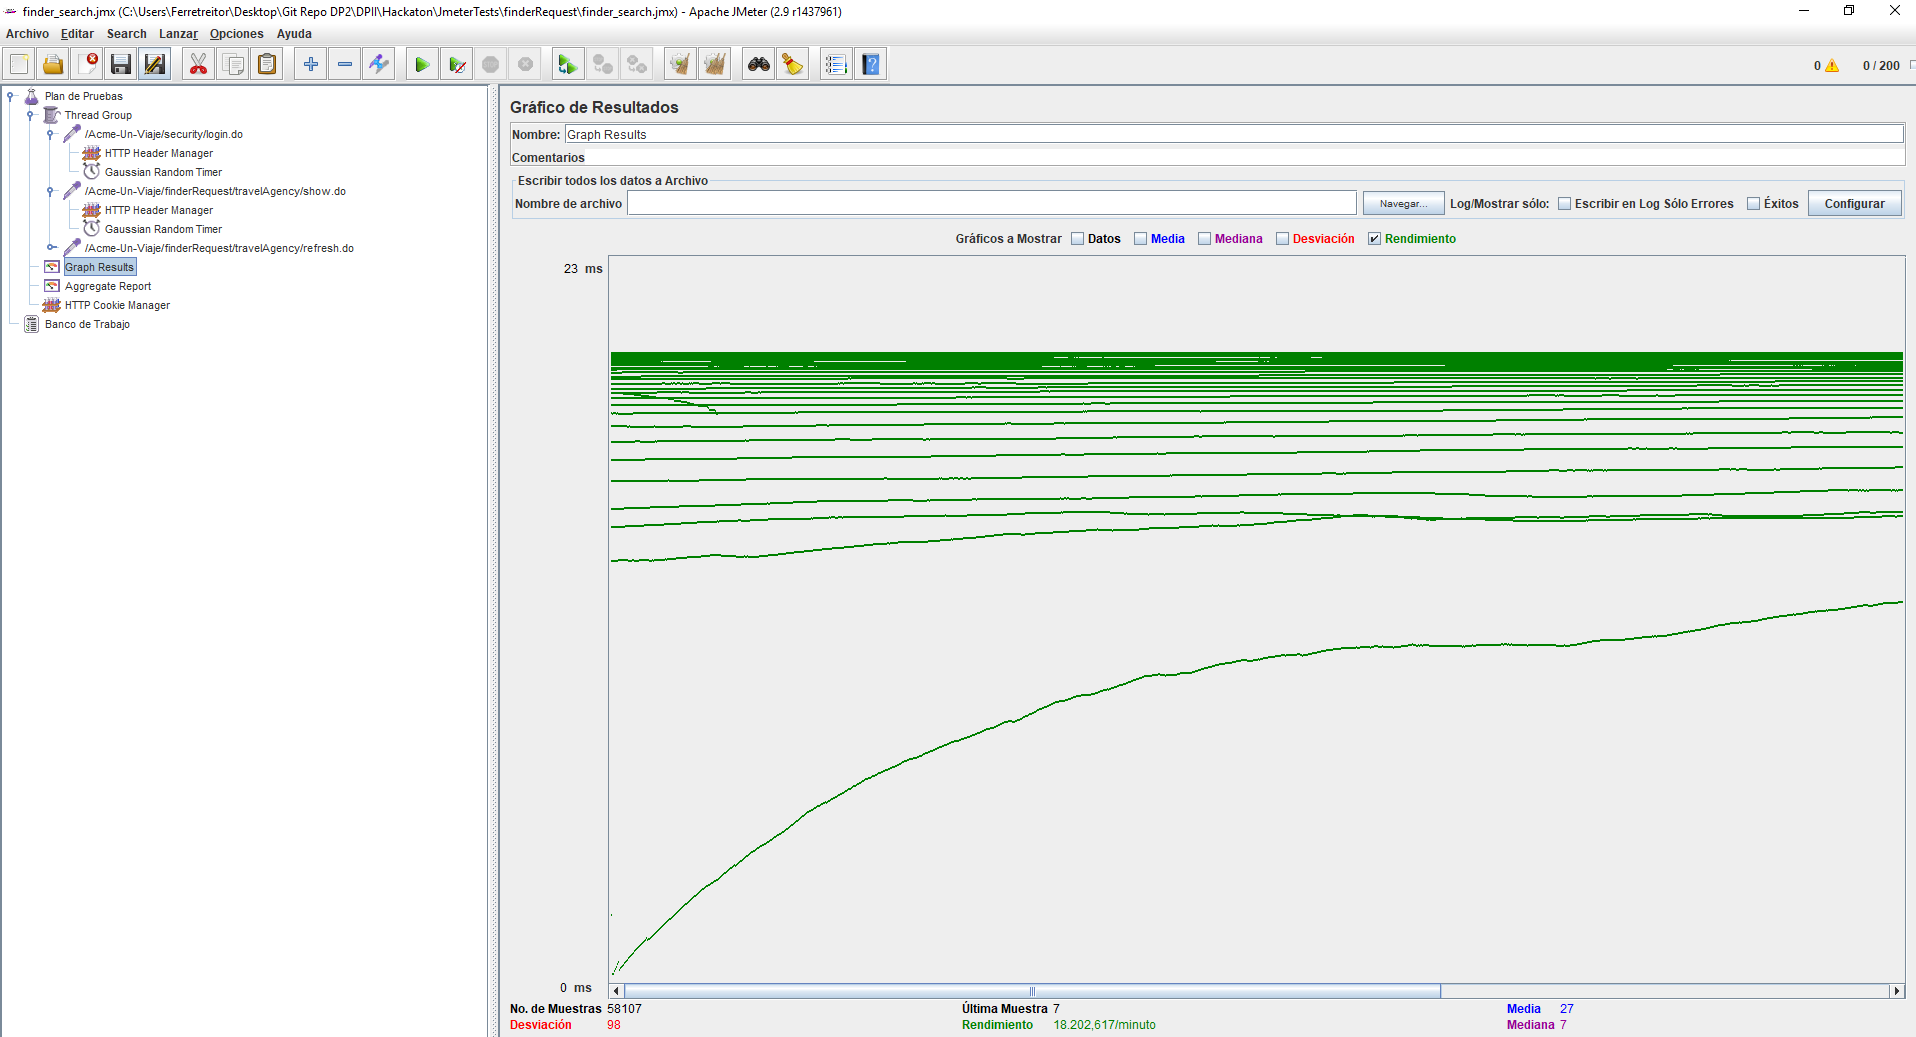 finder_search.jmx (C:\Users\Ferretreitor\Desktop\Git Repo DP2\DPII\Hackaton\JmeterTests\finderRequest\finder_search.jmx) - Apache JMeter (2.9 r1437961)
Archivo Editar Search Lanzar Opciones Ayuda
0 0 / 200
Plan de Pruebas
Thread Group
/Acme-Un-Viaje/security/login.do
HTTP Header Manager
Gaussian Random Timer
/Acme-Un-Viaje/finderRequest/travelAgency/show.do
HTTP Header Manager
Gaussian Random Timer
/Acme-Un-Viaje/finderRequest/travelAgency/refresh.do
Graph Results
Aggregate Report
HTTP Cookie Manager
Banco de Trabajo
Gráfico de Resultados
Nombre: Graph Results
Comentarios
Escribir todos los datos a Archivo
Nombre de archivo Navegar... Log/Mostrar sólo: Escribir en Log Sólo Errores Éxitos Configurar
Gráficos a Mostrar Datos Media Mediana Desviación Rendimiento
23 ms
0 ms
No. de Muestras 58107 Última Muestra 7 Media 27
Desviación 98 Rendimiento 18.202,617/minuto Mediana 7